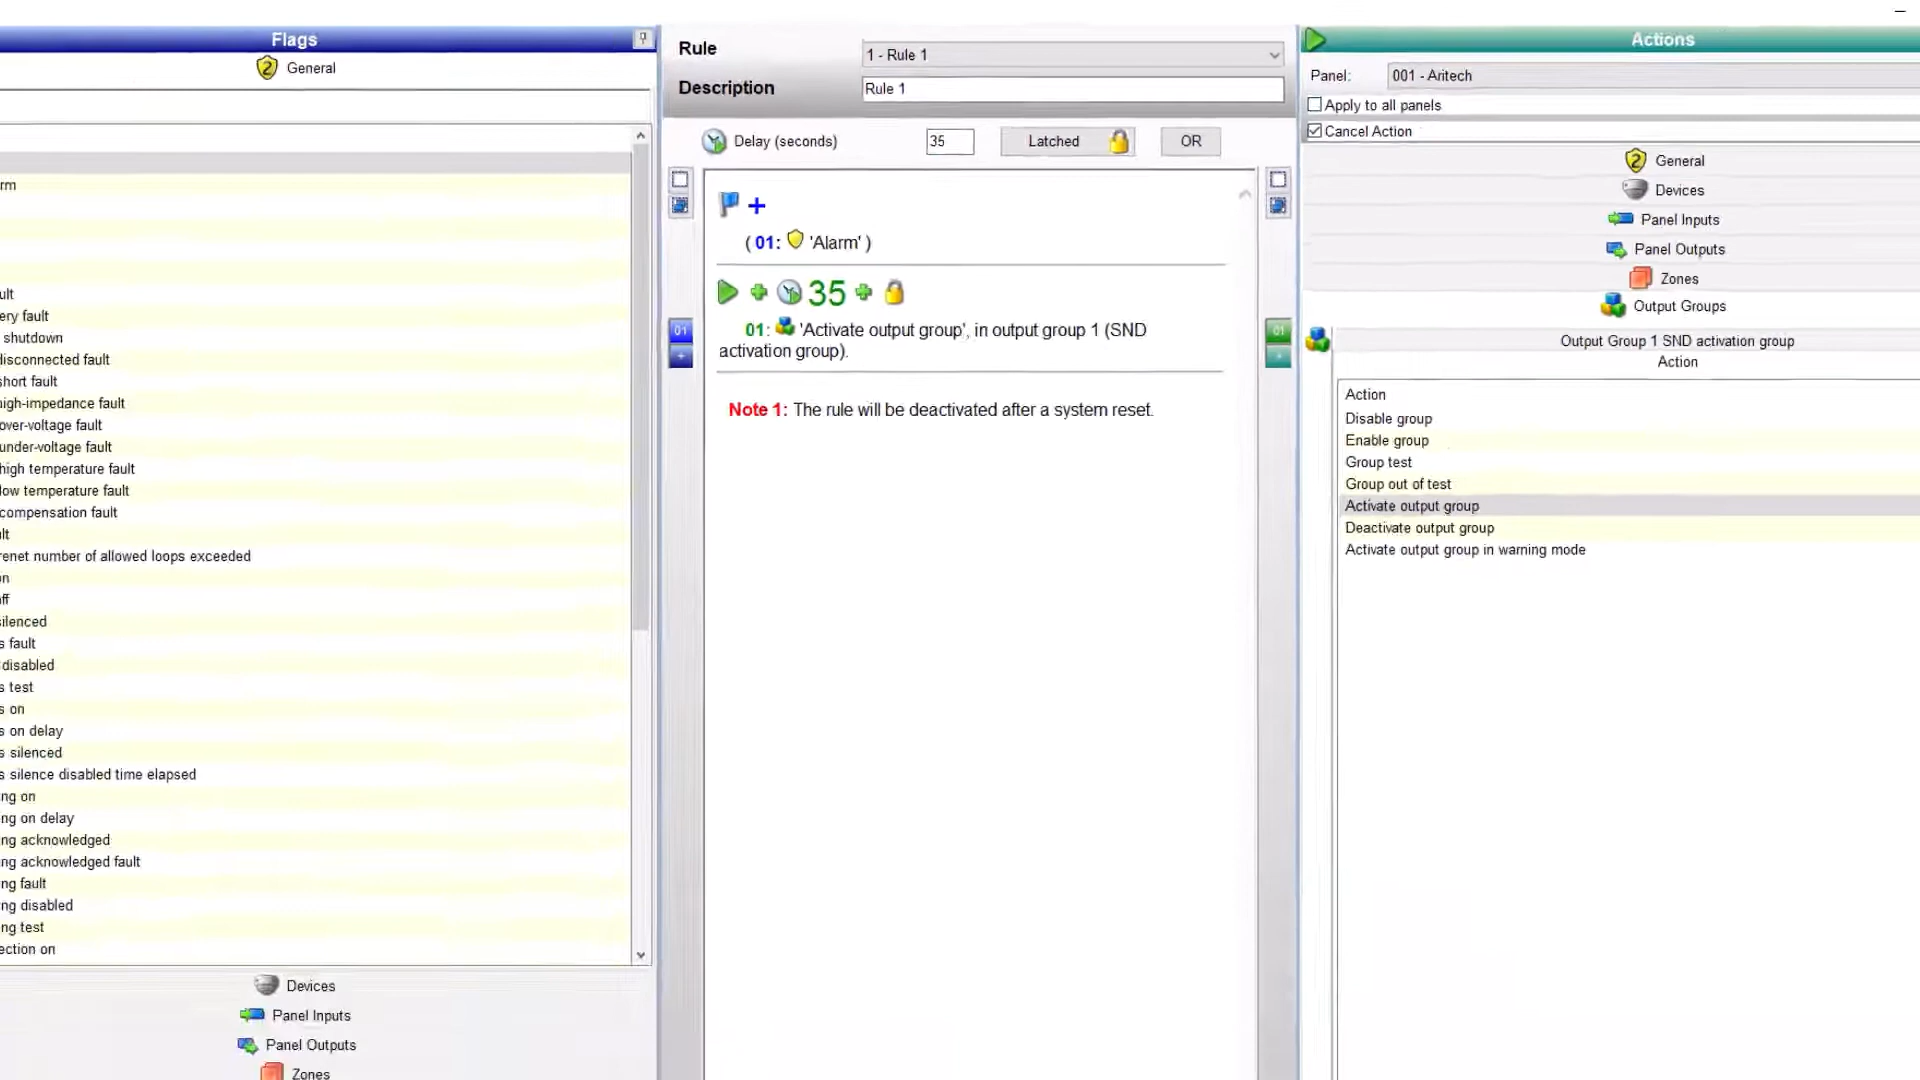 Flags
General
rm
ult
ery fault
shutdown
disconnected fault
short fault
high-impedance fault
over-voltage fault
under-voltage fault
high temperature fault
low temperature fault
compensation fault
lt
renet number of allowed loops exceeded
on
ff
silenced
s fault
disabled
s test
s on
s on delay
s silenced
s silence disabled time elapsed
ng on
ng on delay
ng acknowledged
ng acknowledged fault
ng fault
ng disabled
ng test
ection on
Devices
Panel Inputs
Panel Outputs
Zones
Rule
1 - Rule 1
Description
Rule 1
Delay (seconds)
35
Latched
OR
( 01: 'Alarm' )
35
01: 'Activate output group', in output group 1 (SND
activation group).
Note 1: The rule will be deactivated after a system reset.
01
+
01
+
Actions
Panel:
001 - Aritech
Apply to all panels
Cancel Action
General
Devices
Panel Inputs
Panel Outputs
Zones
Output Groups
Output Group 1 SND activation group
Action
Action
Disable group
Enable group
Group test
Group out of test
Activate output group
Deactivate output group
Activate output group in warning mode